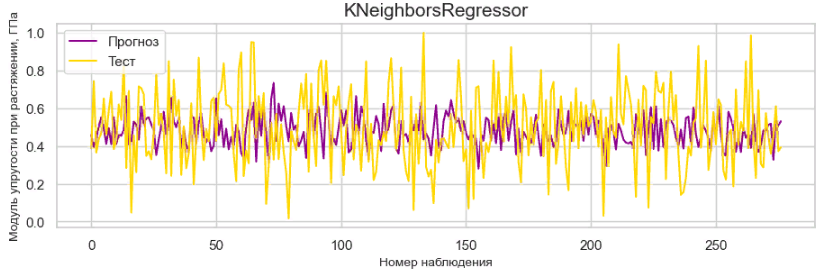 KNeighborsRegressor
Модуль упругости при растяжении, ГПа
1.0
0.8
0.6
0.4
0.2
0.0
Прогноз
Тест
0 50 100 150 200 250
Номер наблюдения